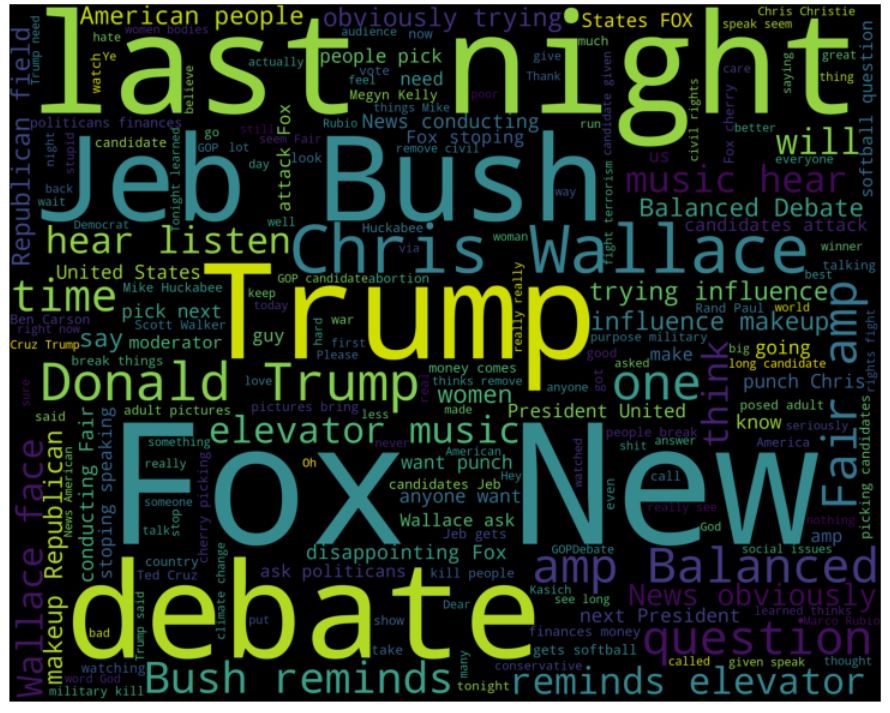 American people
obviously trying
States FOX
Chris Christie
women bodies
speak seem
Trump need
hate
watch
Ye
last night
audience
now
much
actually
people pick
vote
give
great
feel
need
Thank
care
thing
saying
believe
Megyn Kelly
poor
Republican field
softball question
politicians finances
things Mike
candidate given
civil rights
Fox cherry
still
Rubio
News conducting
run
better
will
candidate
go
seem Fair
Fox stoping
everyone
night
stupid
GOP lot
look
remove civil
us
tonight learned
attack Fox
Jeb Bush
music hear
back
wait
day
way
Democrat
well
Huckabee
Balanced Debate
hear listen
via
woman
fight terrorism
candidates attack
Chris Wallace
winner
talking
United States
GOP candidate
abortion
best
time
Mike Huckabee
keep
today
Trump
really really
trying influence
Ben Carson
right now
pick next
Rand Paul
world
Scott Walker
guy
hard
war
influence makeup
Fair amp
Cruz Trump
say
moderator
first
Please
purpose military
rights fight
break things
good
make
big
going
money comes
got
long candidate
Donald Trump
love
thinks remove
anyone
asked
one
think
punch Chris
sure
women
real
adult pictures
pictures bring
less
made
President United
posed adult
said
know
seriously
elevator music
never
people break
America
something
shit
answer
picking candidates
Wallace face
makeup Republican
News American
stoping speaking
conducting Fair
really
Oh
American
watched
want punch
Fox New
candidates Jeb
Hey
call
someone
cherry picking
anyone want
even
really see
God
nothing
talk
stop
Wallace ask
Jeb gets
amp
country
disappointing Fox
GOPDebate
social issues
Ted Cruz
climate change
ask politicians
kill people
amp Balanced
News obviously
debate
Kasich
see long
Trump said
Dear
next President
learned thinks
Marco Rubio
bad
put
show
finances money
question
take
many
conservative
gets softball
called
given speak
thought
watching
word God
military kill
Bush reminds
tonight
reminds elevator